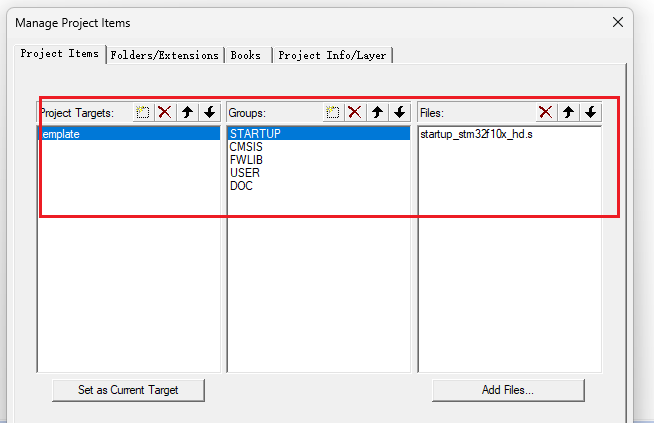 Manage Project Items
Project Items
Folders/Extensions
Books
Project Info/Layer
Project Targets:
Groups:
Files:
emplate
STARTUP
startup_stm32f10x_hd.s
CMSIS
FWLIB
USER
DOC
Set as Current Target
Add Files...